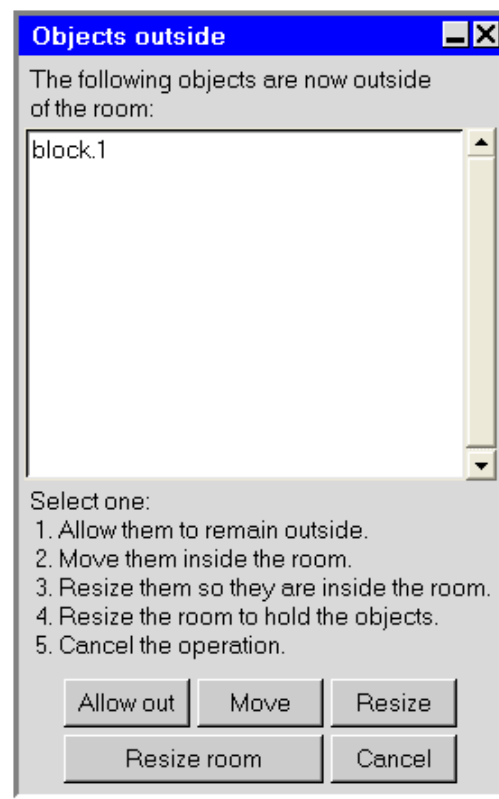 Objects outside
The following objects are now outside
of the room:
block.1
Select one:
1. Allow them to remain outside.
2. Move them inside the room.
3. Resize them so they are inside the room.
4. Resize the room to hold the objects.
5. Cancel the operation.
Allow out Move Resize
Resize room Cancel